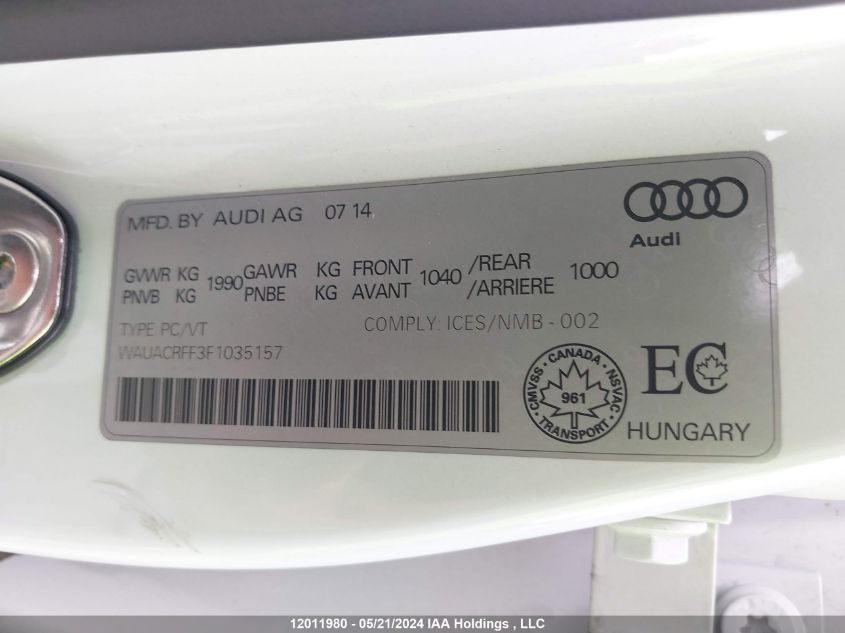 MFD. BY AUDI AG 07 14
Audi
GVWR KG 1990 GAWR KG FRONT 1040 /REAR 1000
PNVB KG PNBE KG AVANT /ARRIERE
TYPE PC/VT COMPLY: ICES/NMB - 002
WAUACRFF3F1035157
CANADA
CMVSS · NSVAC
961
TRANSPORT
EC
HUNGARY
12011980 - 05/21/2024 IAA Holdings , LLC